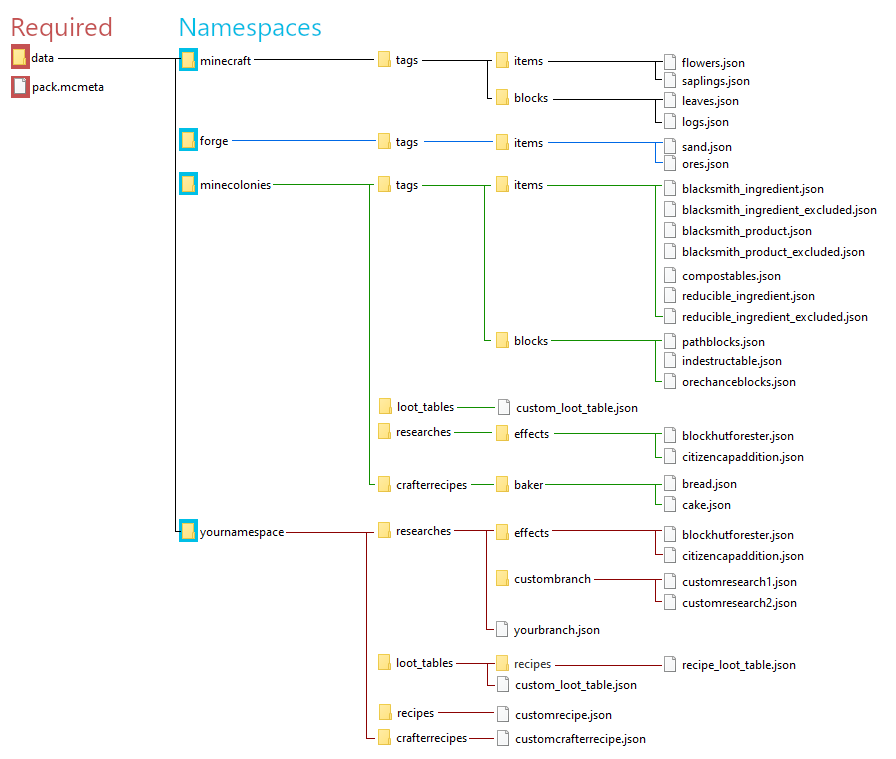 Required
Namespaces
data
minecraft
tags
items
flowers.json
saplings.json
pack.mcmeta
blocks
leaves.json
logs.json
forge
tags
items
sand.json
ores.json
minecolonies
tags
items
blacksmith_ingredient.json
blacksmith_ingredient_excluded.json
blacksmith_product.json
blacksmith_product_excluded.json
compostables.json
reducible_ingredient.json
reducible_ingredient_excluded.json
blocks
pathblocks.json
indestructable.json
orechanceblocks.json
loot_tables
custom_loot_table.json
researches
effects
blockhutforester.json
citizencapaddition.json
crafterrecipes
baker
bread.json
cake.json
yournamespace
researches
effects
blockhutforester.json
citizencapaddition.json
custombranch
customresearch1.json
customresearch2.json
yourbranch.json
loot_tables
recipes
recipe_loot_table.json
custom_loot_table.json
recipes
customrecipe.json
crafterrecipes
customcrafterrecipe.json